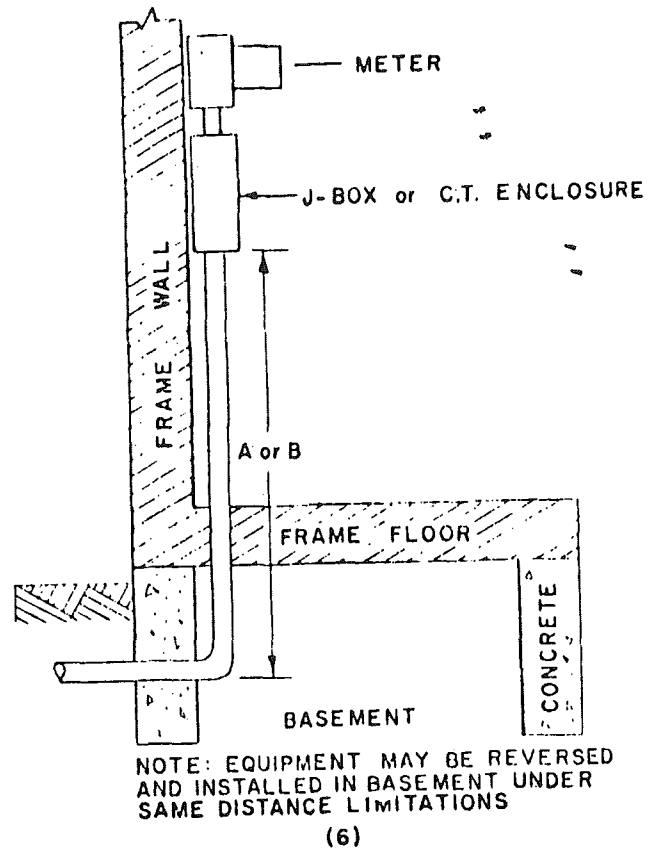 METER
J-BOX or C.T. ENCLOSURE
FRAME WALL
A or B
FRAME FLOOR
CONCRETE
BASEMENT
NOTE: EQUIPMENT MAY BE REVERSED
AND INSTALLED IN BASEMENT UNDER
SAME DISTANCE LIMITATIONS
(6)